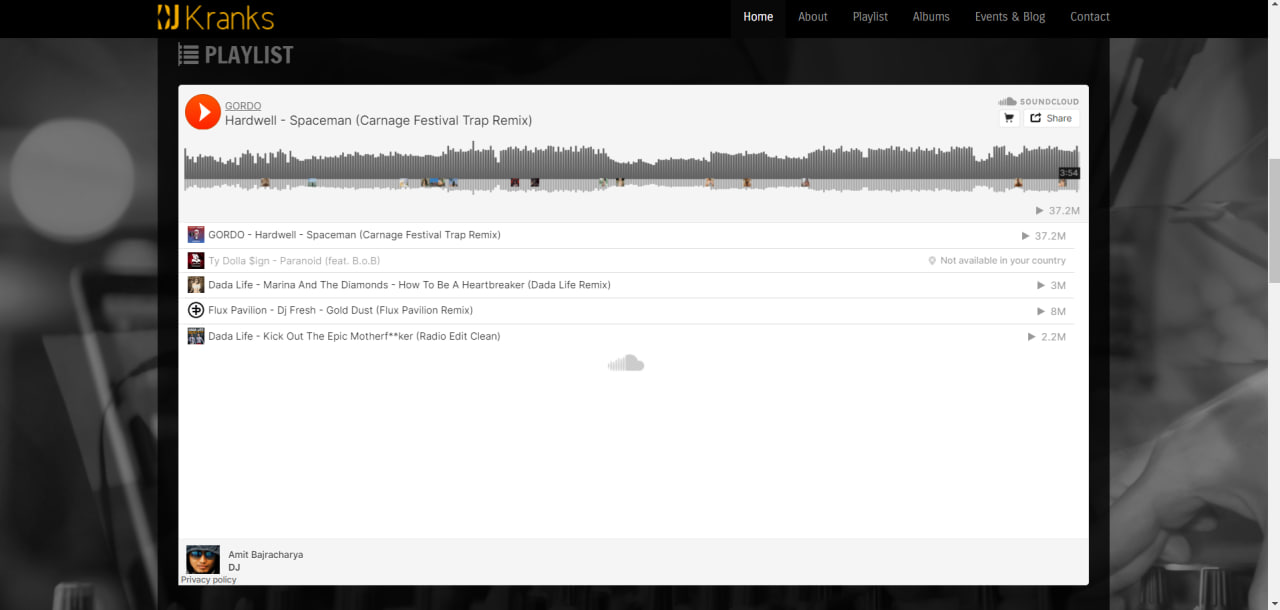 DJ Kranks
Home About Playlist Albums Events & Blog Contact
PLAYLIST
GORDO
Hardwell - Spaceman (Carnage Festival Trap Remix)
SOUNDCLOUD
Share
3:54
37.2M
GORDO - Hardwell - Spaceman (Carnage Festival Trap Remix) 37.2M
Ty Dolla $ign - Paranoid (feat. B.o.B) Not available in your country
Dada Life - Marina And The Diamonds - How To Be A Heartbreaker (Dada Life Remix) 3M
Flux Pavilion - Dj Fresh - Gold Dust (Flux Pavilion Remix) 8M
Dada Life - Kick Out The Epic Motherf**ker (Radio Edit Clean) 2.2M
Amit Bajracharya
DJ
Privacy policy